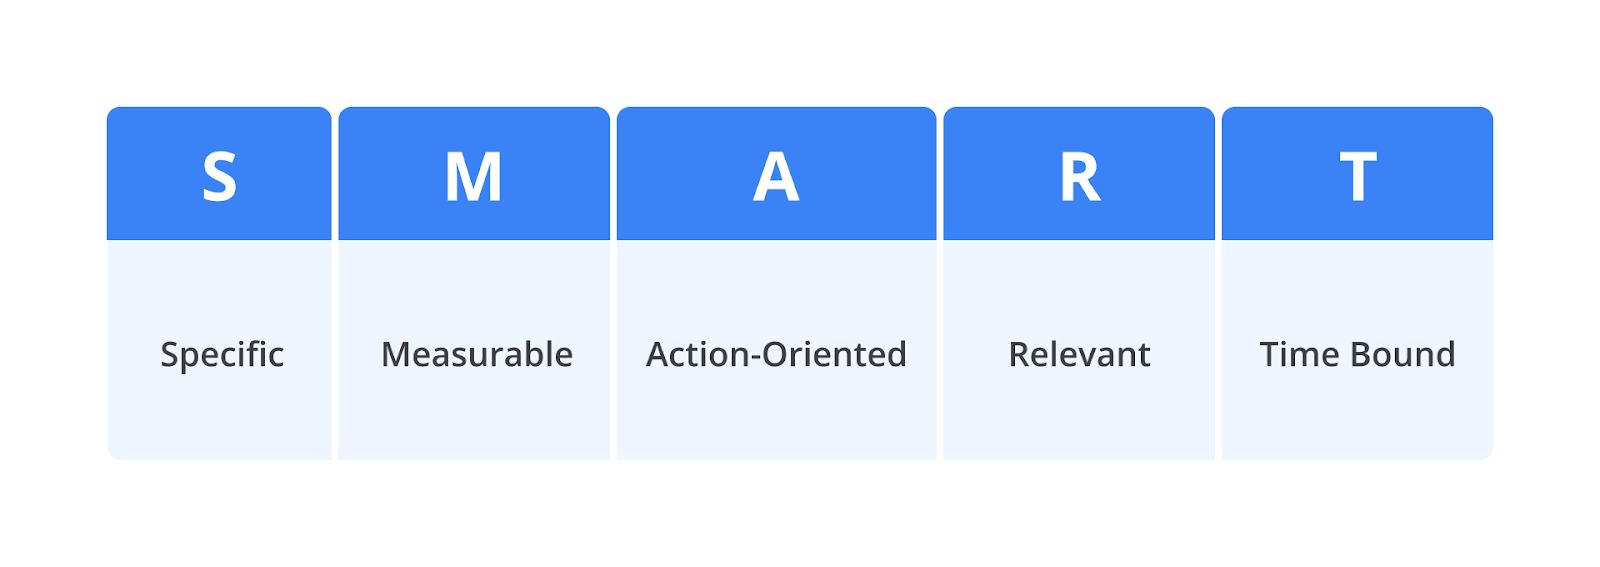 S M A R T
Specific Measurable Action-Oriented Relevant Time Bound